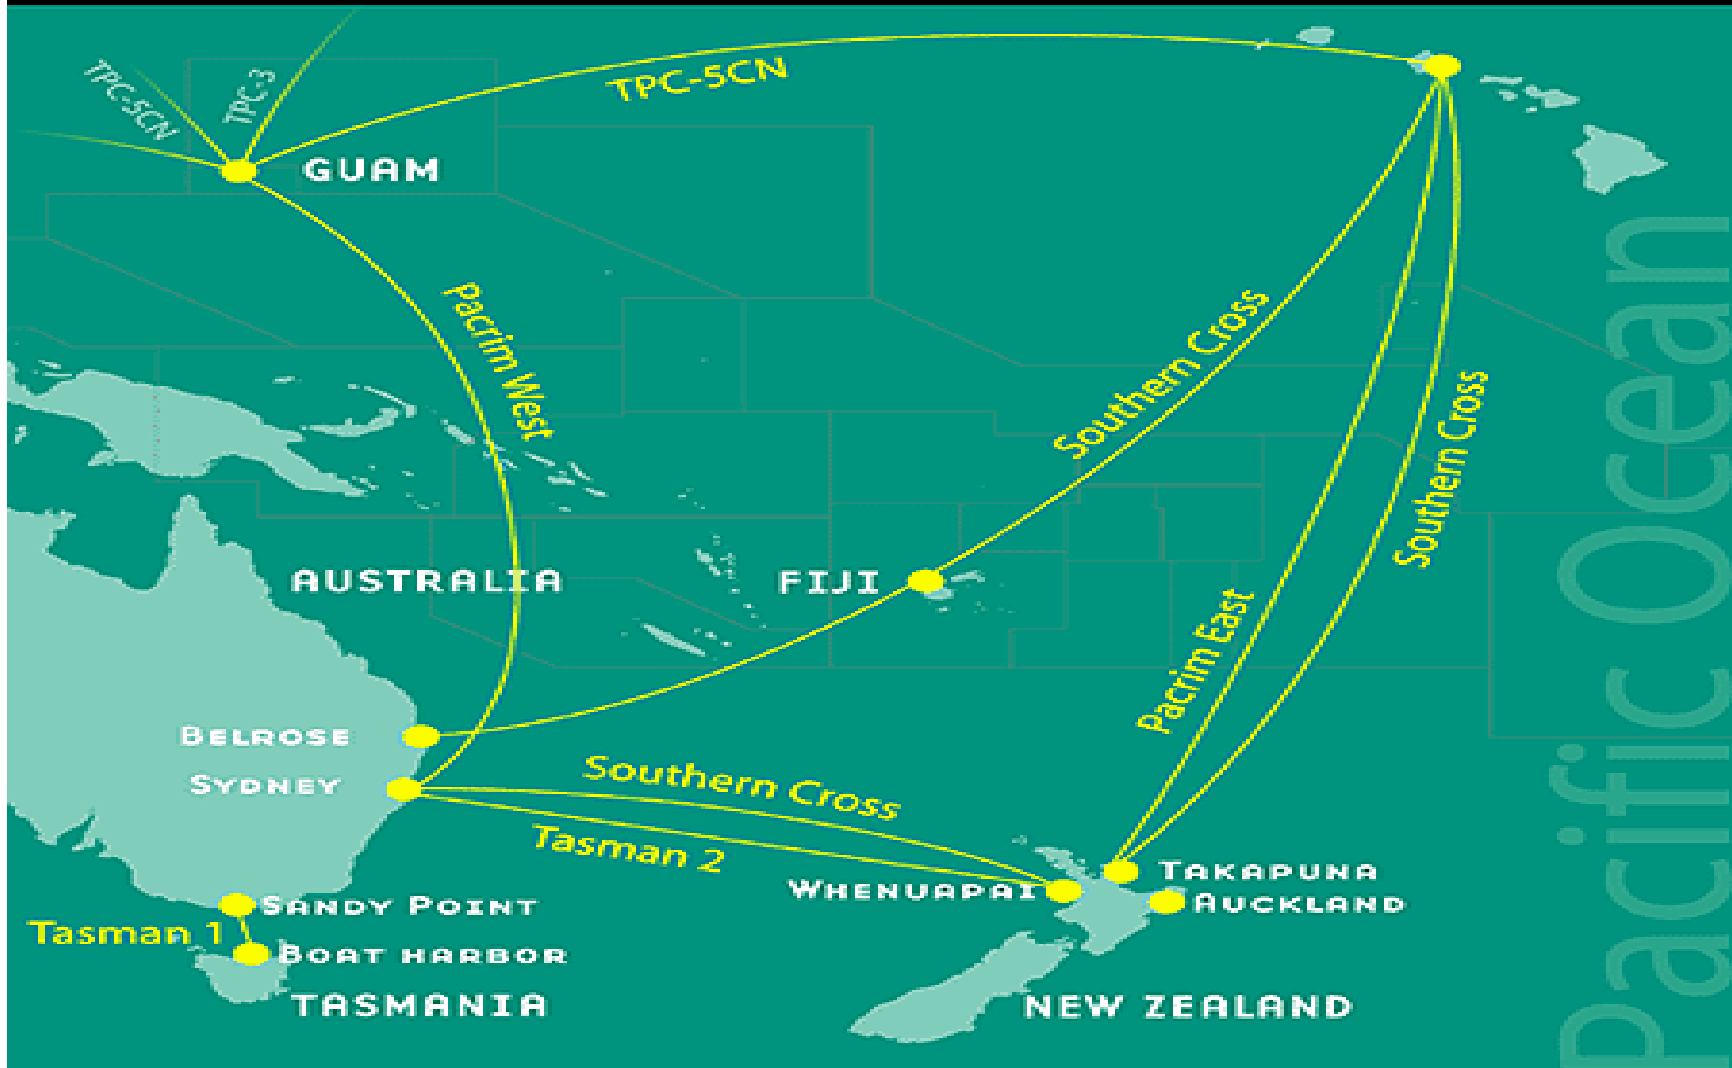 TPC-5CN
TPC-3
TPC-5CN
GUAM
Pacrim West
Southern Cross
Southern Cross
Pacific Ocean
AUSTRALIA
FIJI
Pacrim East
BELROSE
SYDNEY
Southern Cross
Tasman 2
WHENUAPAI
TAKAPUNA
AUCKLAND
SANDY POINT
Tasman 1
BOAT HARBOR
TASMANIA
NEW ZEALAND